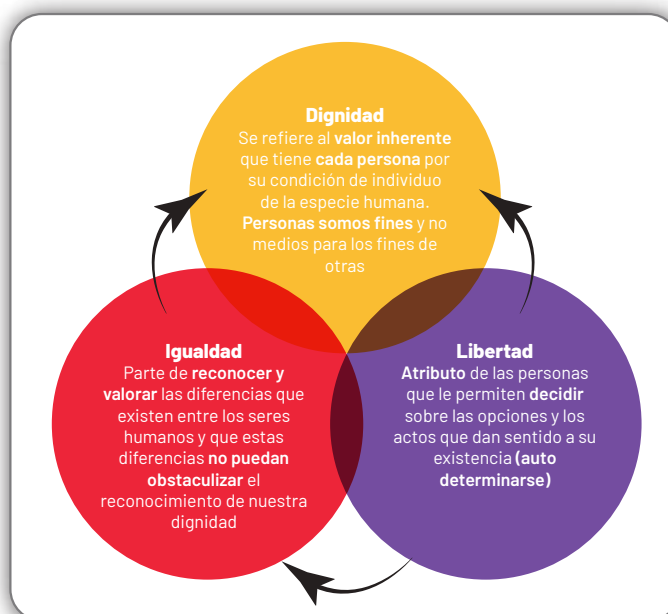 Dignidad
Se refiere al valor inherente
que tiene cada persona por
su condición de individuo
de la especie humana.
Personas somos fines y no
medios para los fines de
otras
Igualdad
Parte de reconocer y
valorar las diferencias que
existen entre los seres
humanos y que estas
diferencias no puedan
obstaculizar el
reconocimiento de nuestra
dignidad
Libertad
Atributo de las personas
que le permiten decidir
sobre las opciones y los
actos que dan sentido a su
existencia (auto
determinarse)